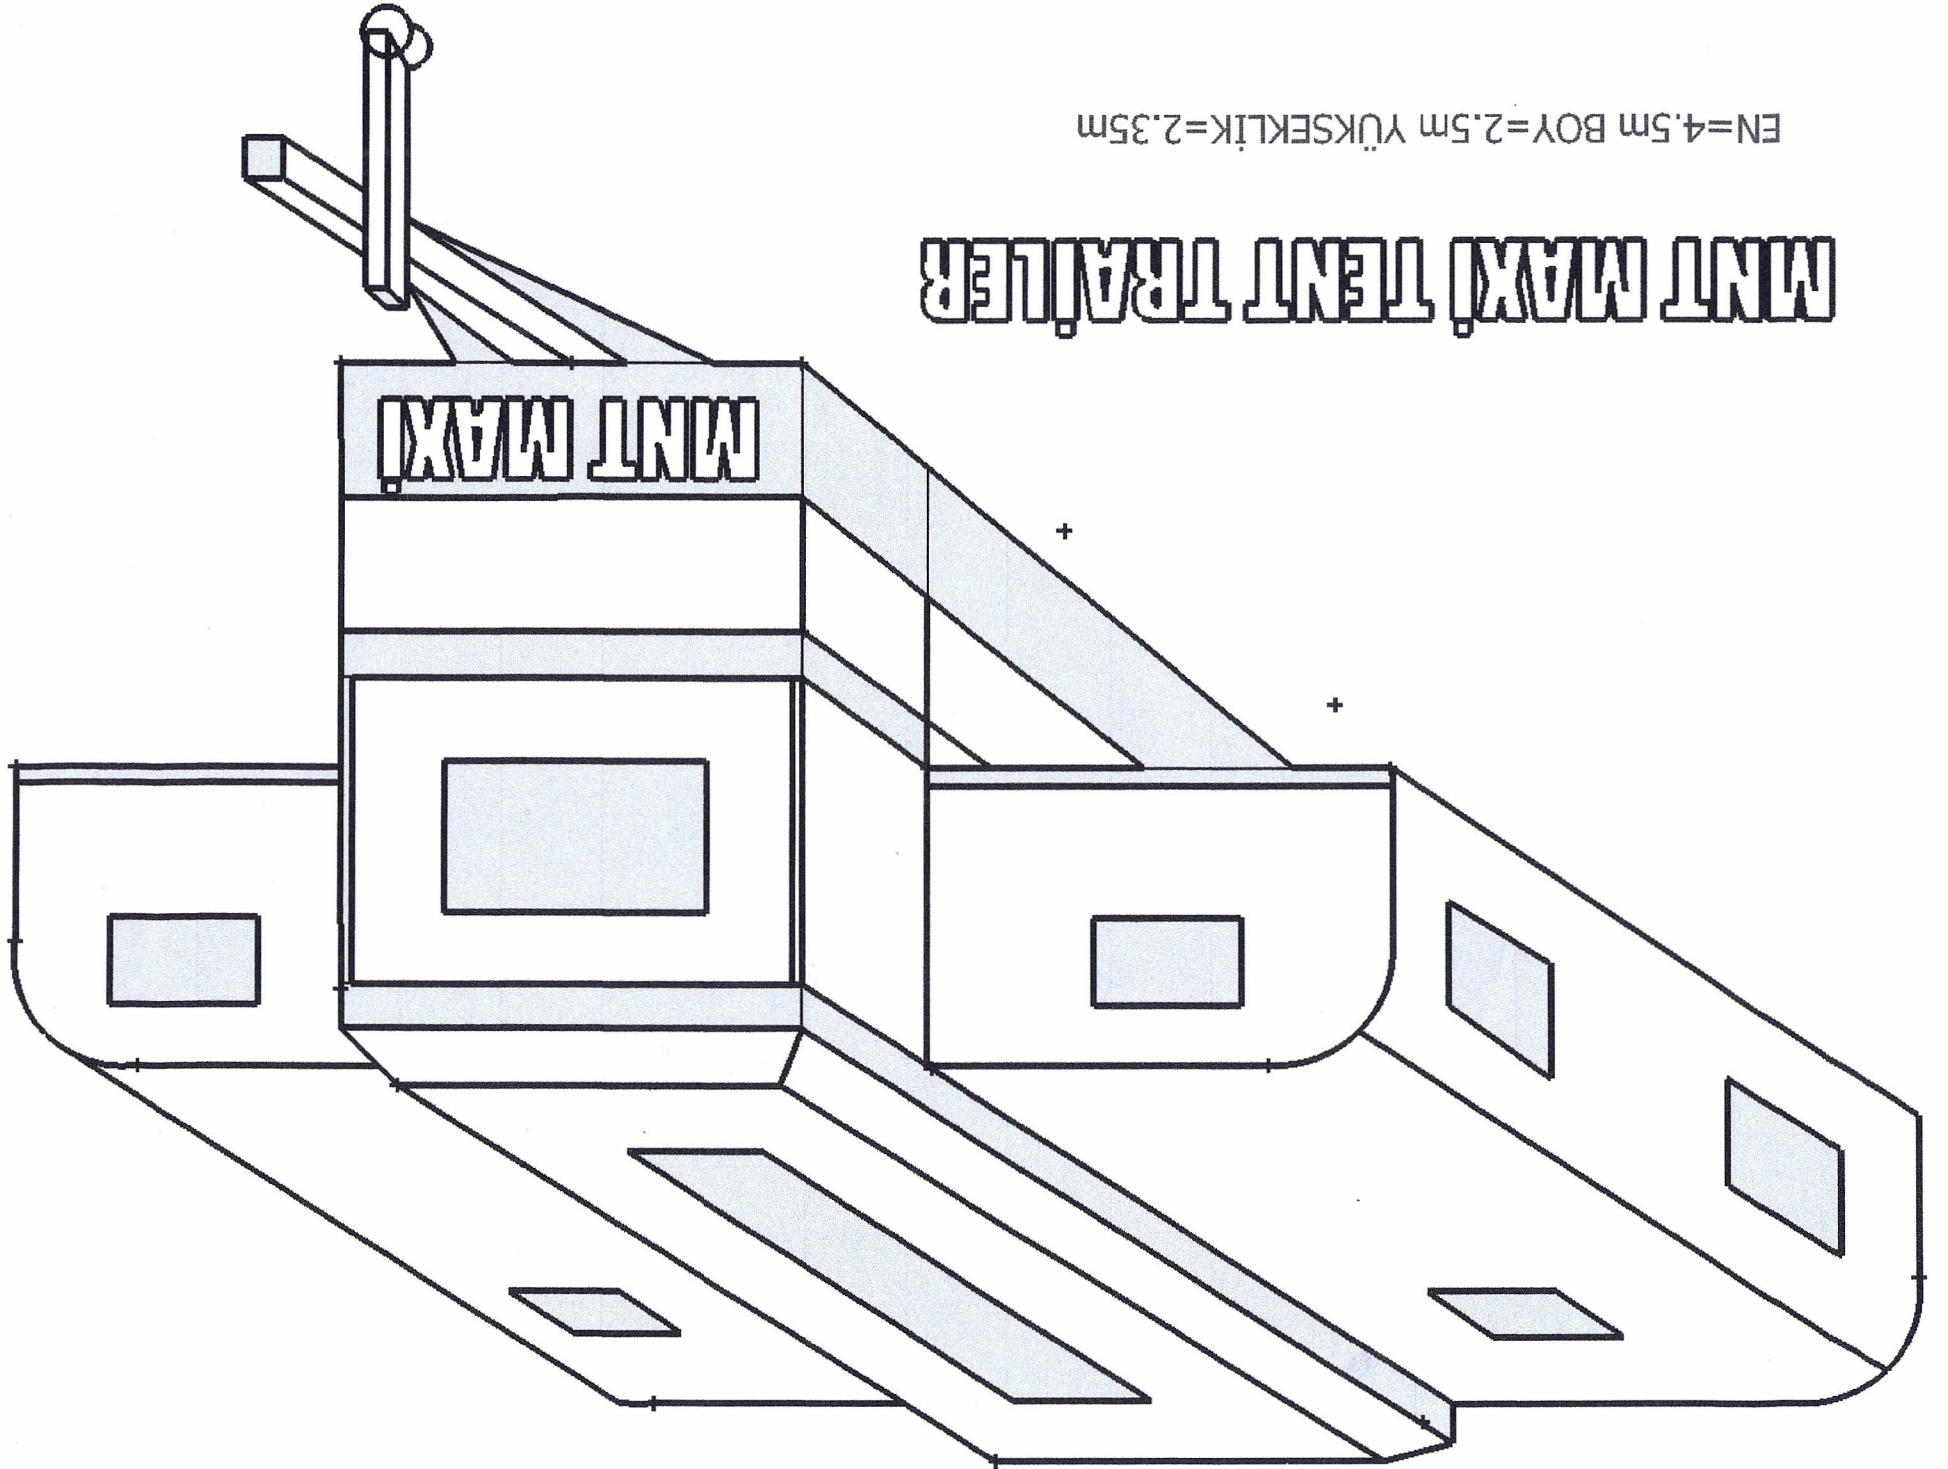 MNT MAXİ
MNT MAXİ TENT TRAİLER
EN=4.5m BOY=2.5m YÜKSEKLİK=2.35m